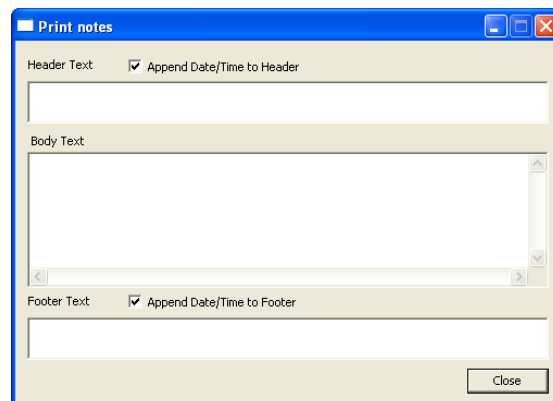 Print notes
Header Text Append Date/Time to Header
Body Text
Footer Text Append Date/Time to Footer
Close